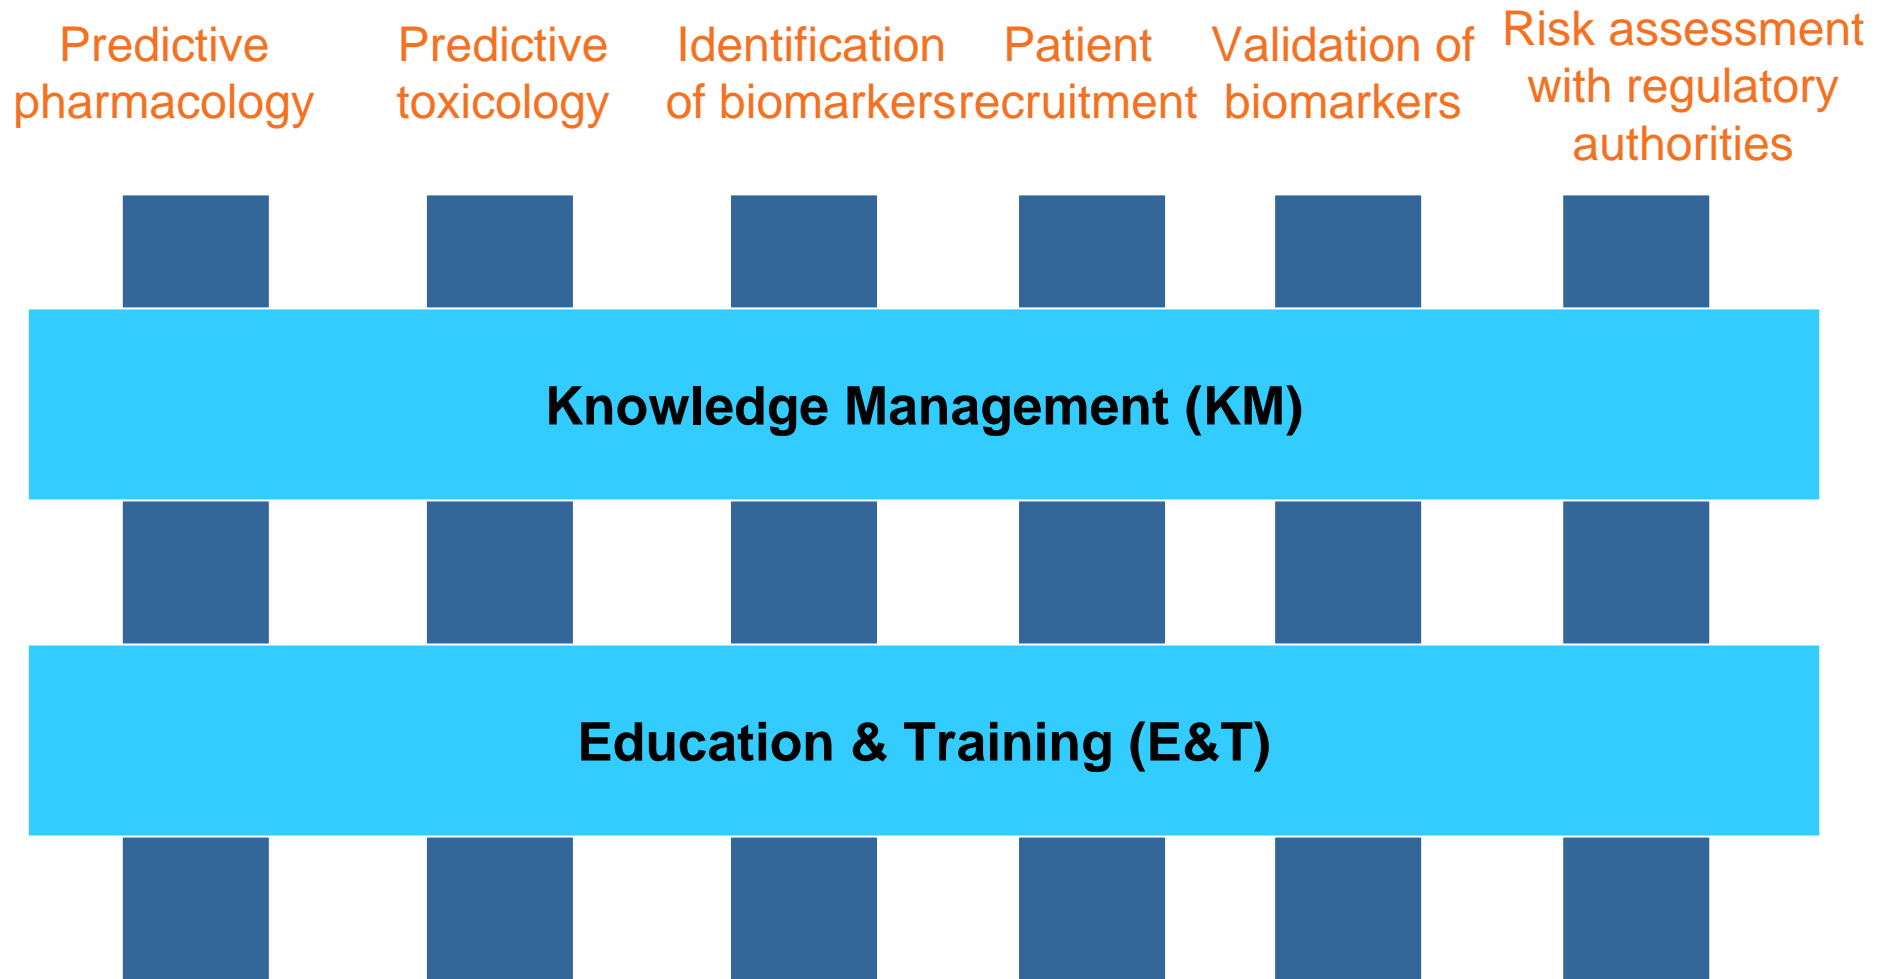 Predictive
pharmacology
Predictive
toxicology
Identification
of biomarkers
Patient
recruitment
Validation of
biomarkers
Risk assessment
with regulatory
authorities
Knowledge Management (KM)
Education & Training (E&T)